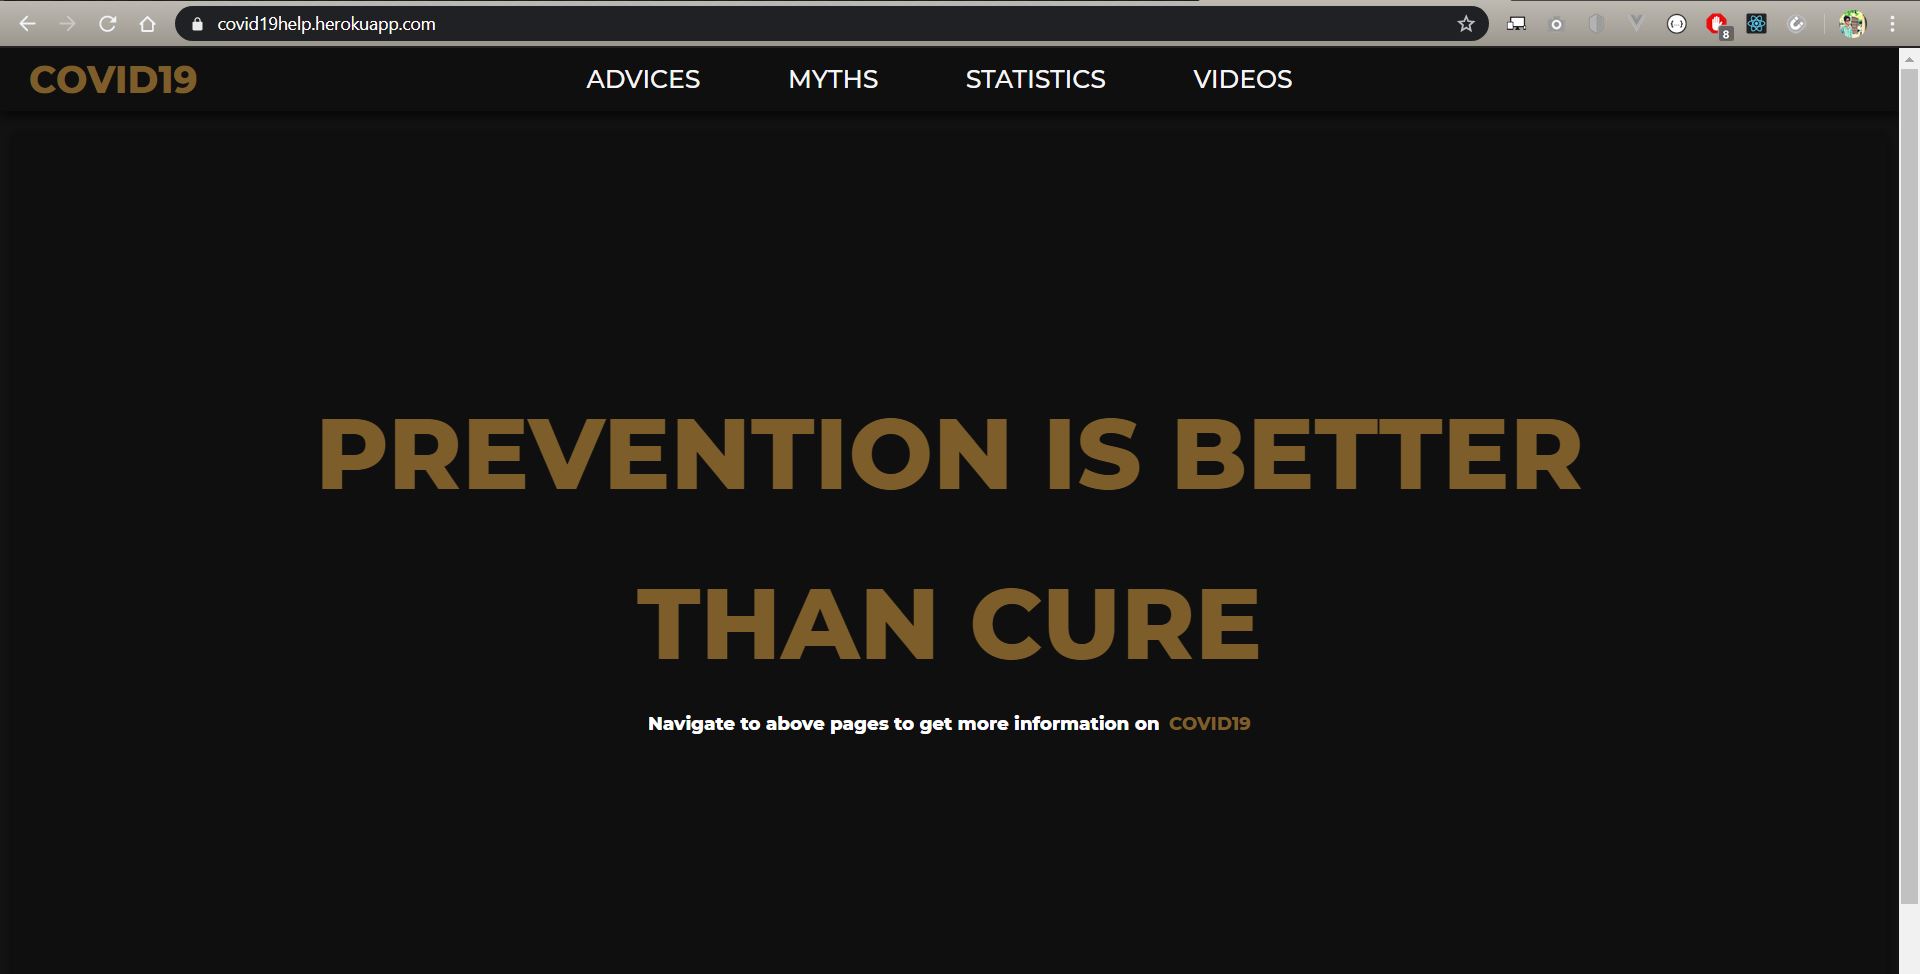 covid19help.herokuapp.com
8
COVID19 ADVICES MYTHS STATISTICS VIDEOS
PREVENTION IS BETTER
THAN CURE
Navigate to above pages to get more information on COVID19